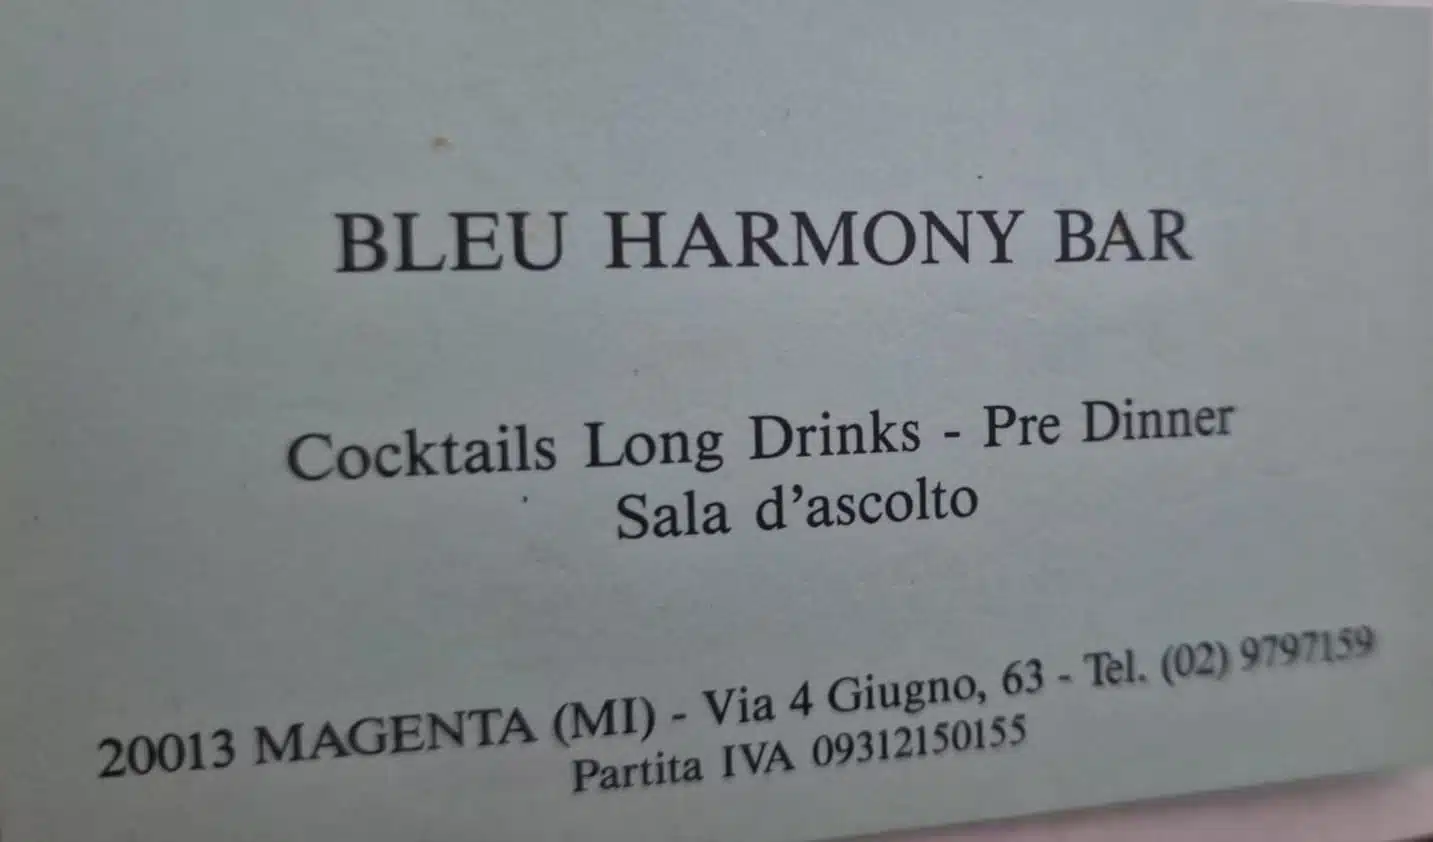 BLEU HARMONY BAR
Cocktails Long Drinks - Pre Dinner
Sala d'ascolto
20013 MAGENTA (MI) - Via 4 Giugno, 63 - Tel. (02) 9797159
Partita IVA 09312150155